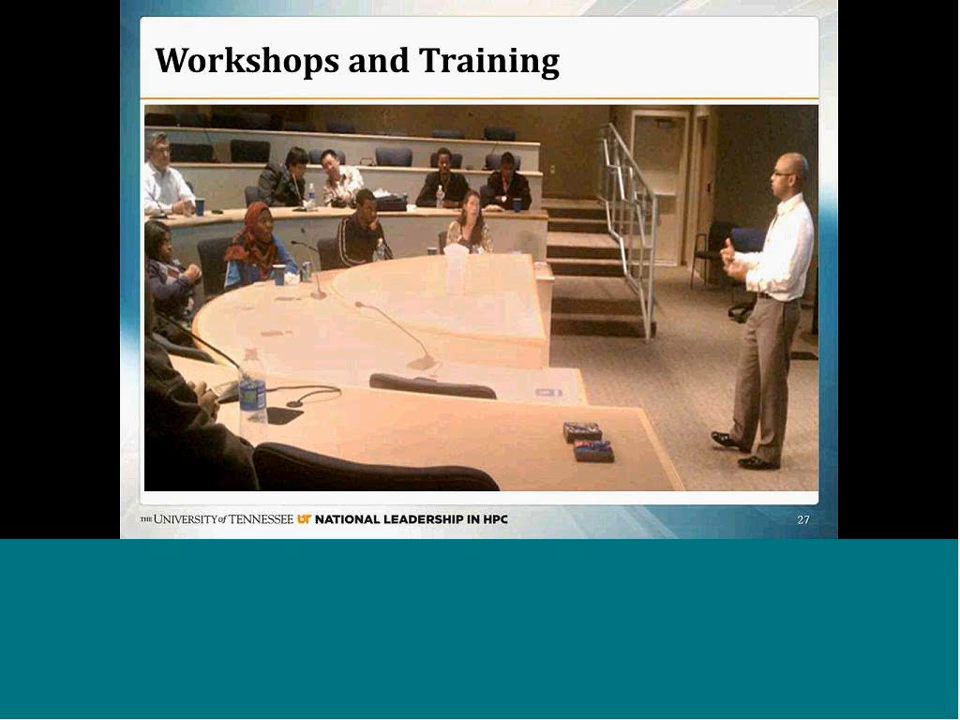 Workshops and Training
THE UNIVERSITY of TENNESSEE UT NATIONAL LEADERSHIP IN HPC
27